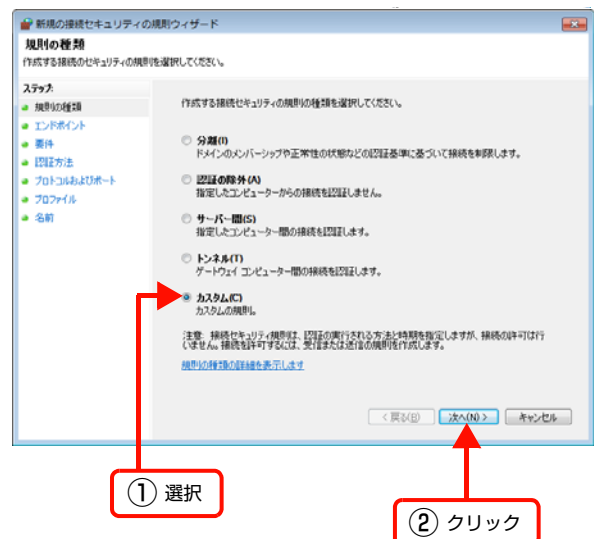 新規の接続セキュリティの規則ウィザード
規則の種類
作成する接続のセキュリティの規則を選択してください。
ステップ:
規則の種類
エンドポイント
要件
認証方法
プロトコルおよびポート
プロファイル
名前
作成する接続セキュリティの規則の種類を選択してください。
分離(I)
ドメインのメンバーシップや正常性の状態などの認証基準に基づいて接続を制限します。
認証の除外(A)
指定したコンピューターからの接続を認証しません。
サーバー間(S)
指定したコンピューター間の接続を認証します。
トンネル(T)
ゲートウェイ コンピューター間の接続を認証します。
カスタム(C)
カスタムの規則。
注意: 接続セキュリティ規則は、認証の実行される方法と時期を指定しますが、接続の許可は行
いません。接続を許可するには、受信または送信の規則を作成します。
規則の種類の詳細を表示します
< 戻る(B)
次へ(N) >
キャンセル
① 選択
② クリック